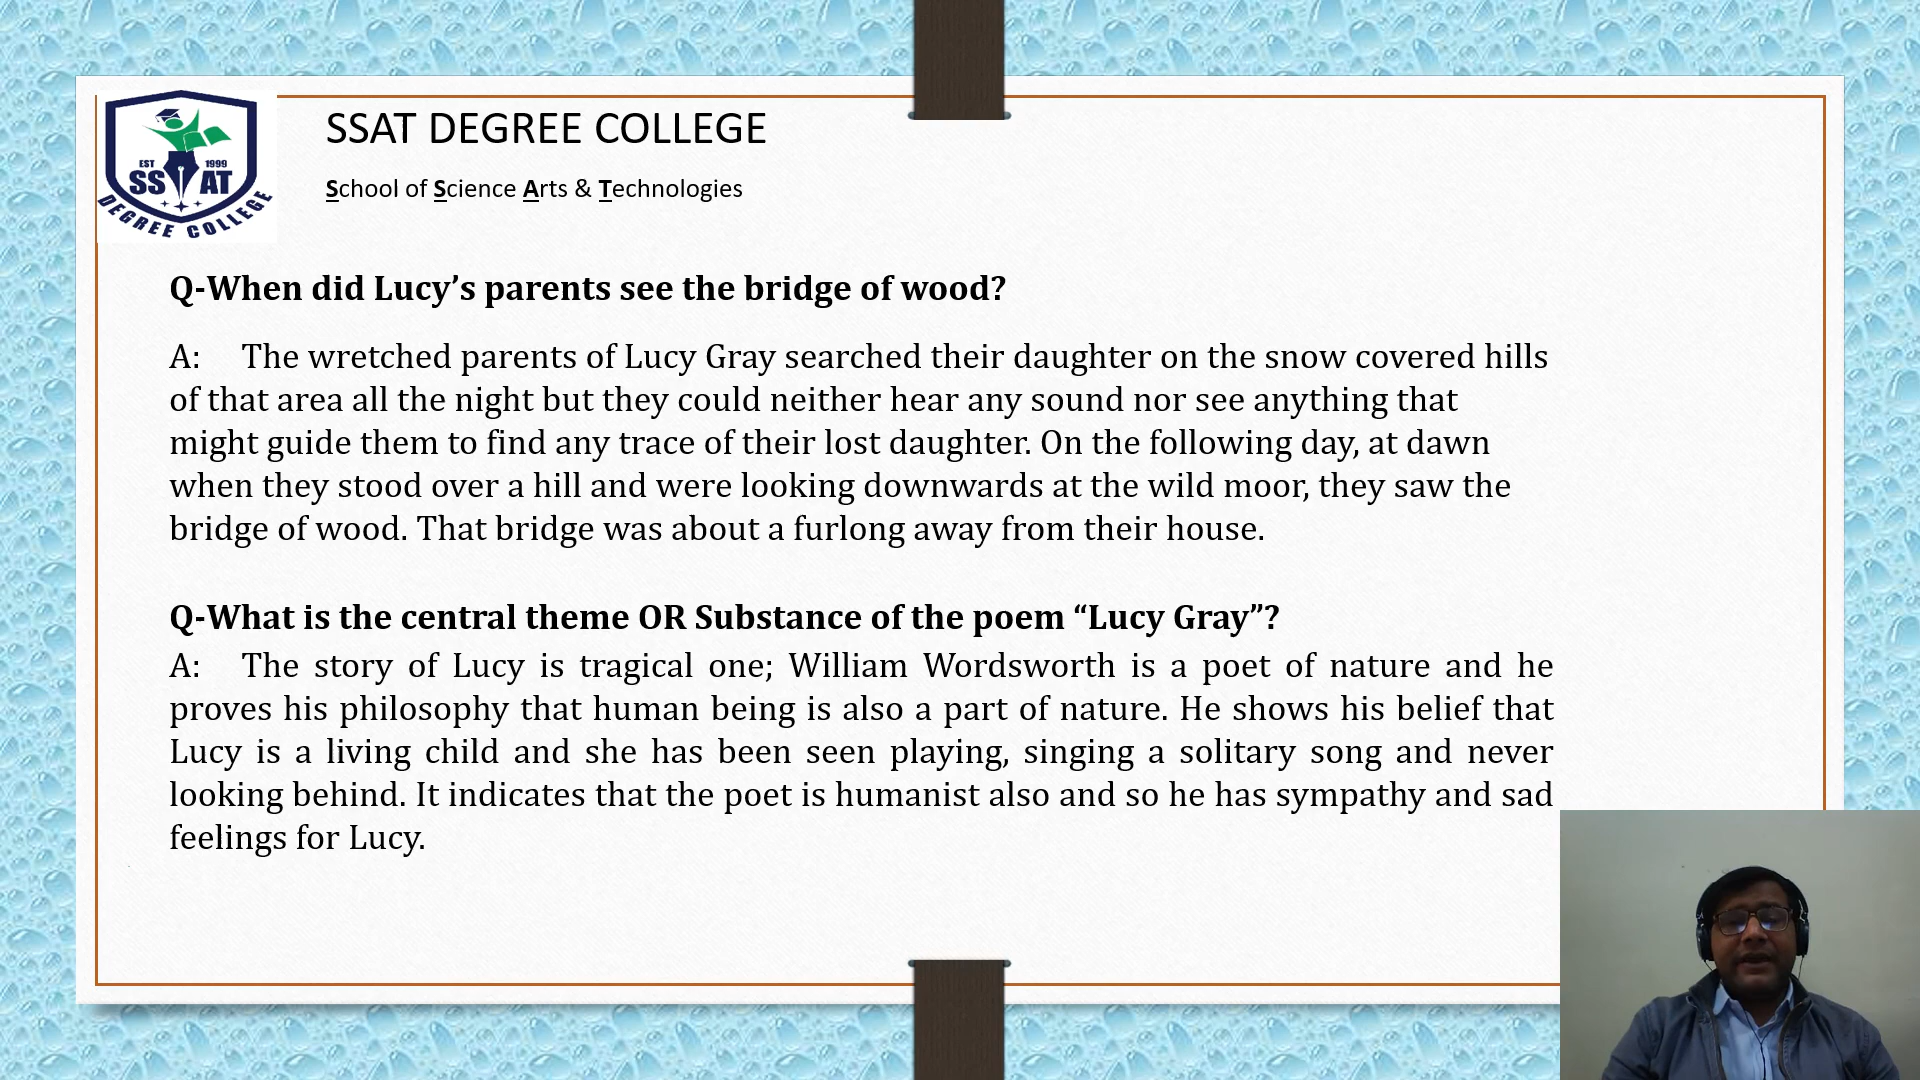 EST 1999
SS AT
DEGREE COLLEGE
SSAT DEGREE COLLEGE
School of Science Arts & Technologies
Q-When did Lucy’s parents see the bridge of wood?
A: The wretched parents of Lucy Gray searched their daughter on the snow covered hills
of that area all the night but they could neither hear any sound nor see anything that
might guide them to find any trace of their lost daughter. On the following day, at dawn
when they stood over a hill and were looking downwards at the wild moor, they saw the
bridge of wood. That bridge was about a furlong away from their house.
Q-What is the central theme OR Substance of the poem “Lucy Gray”?
A: The story of Lucy is tragical one; William Wordsworth is a poet of nature and he
proves his philosophy that human being is also a part of nature. He shows his belief that
Lucy is a living child and she has been seen playing, singing a solitary song and never
looking behind. It indicates that the poet is humanist also and so he has sympathy and sad
feelings for Lucy.